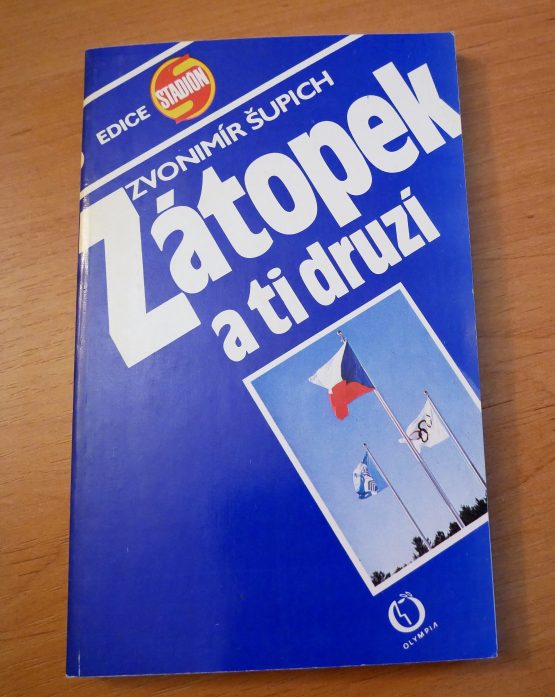 EDICE STADION
ZVONIMÍR ŠUPICH
Zátopek
a ti druzí
OLYMPIA